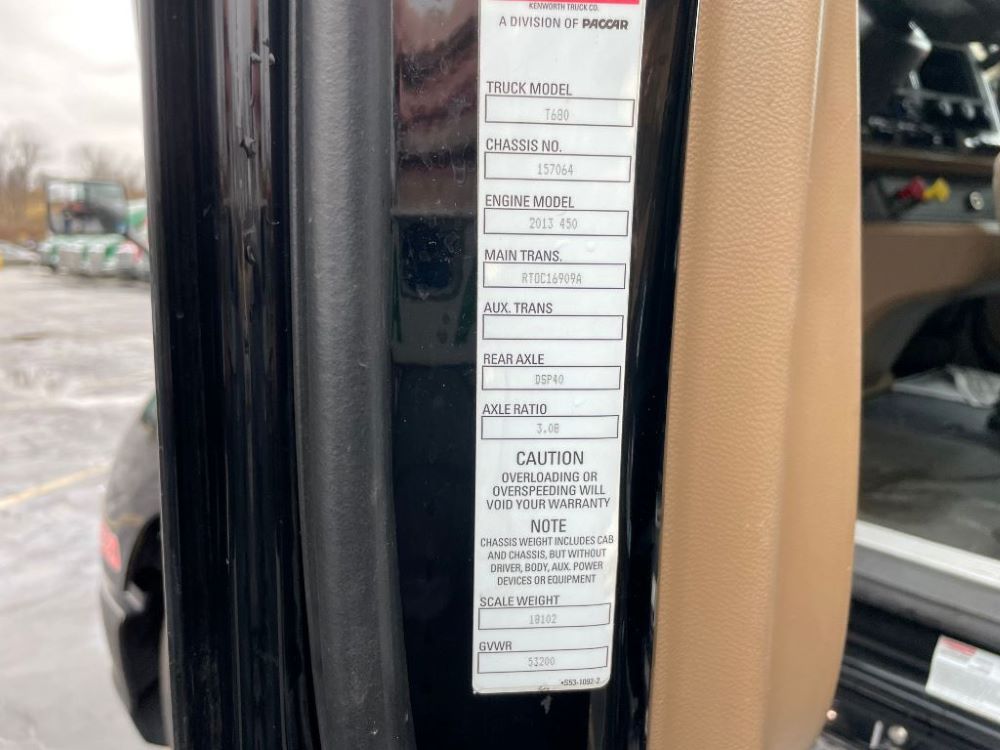 KENWORTH TRUCK CO.
A DIVISION OF PACCAR
TRUCK MODEL
T680
CHASSIS NO.
157064
ENGINE MODEL
2013 450
MAIN TRANS.
RTOC16909A
AUX. TRANS
REAR AXLE
DSP40
AXLE RATIO
3.08
CAUTION
OVERLOADING OR
OVERSPEEDING WILL
VOID YOUR WARRANTY
NOTE
CHASSIS WEIGHT INCLUDES CAB
AND CHASSIS, BUT WITHOUT
DRIVER, BODY, AUX. POWER
DEVICES OR EQUIPMENT
SCALE WEIGHT
18102
GVWR
53200
•S53-1092-2